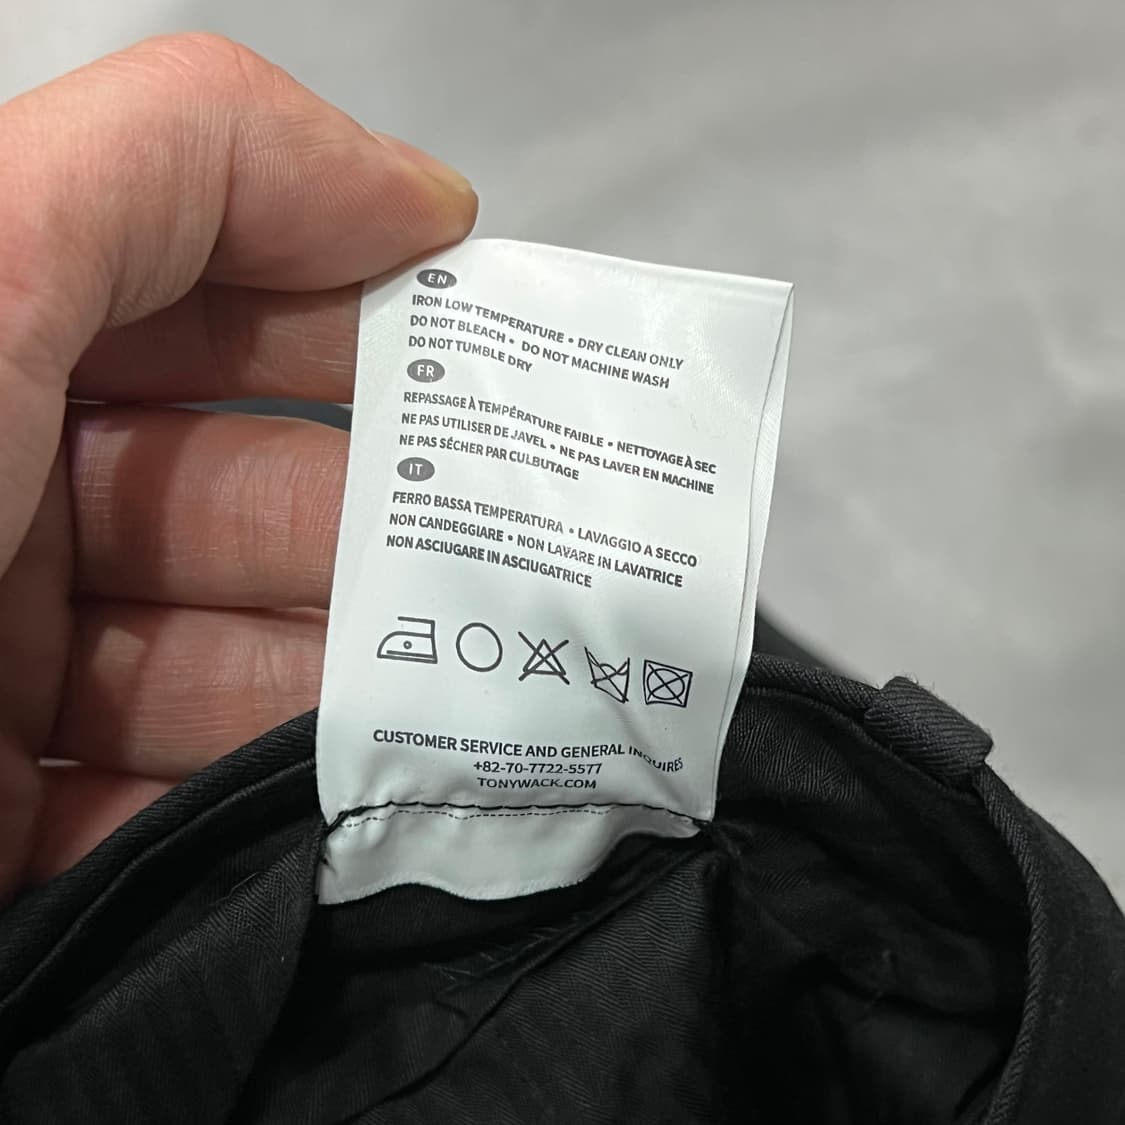 EN
IRON LOW TEMPERATURE • DRY CLEAN ONLY
DO NOT BLEACH • DO NOT MACHINE WASH
DO NOT TUMBLE DRY
FR
REPASSAGE À TEMPÉRATURE FAIBLE • NETTOYAGE À SEC
NE PAS UTILISER DE JAVEL • NE PAS LAVER EN MACHINE
NE PAS SÉCHER PAR CULBUTAGE
IT
FERRO BASSA TEMPERATURA • LAVAGGIO A SECCO
NON CANDEGGIARE • NON LAVARE IN LAVATRICE
NON ASCIUGARE IN ASCIUGATRICE
CUSTOMER SERVICE AND GENERAL INQUIRES
+82-70-7722-5577
TONYWACK.COM